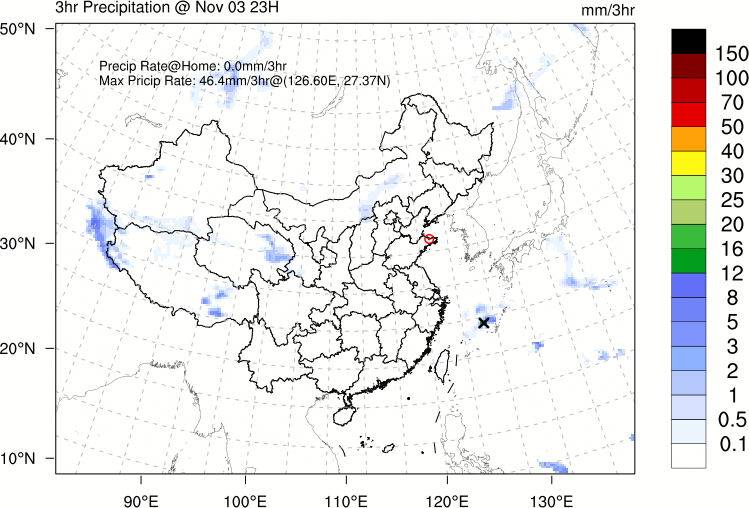 3hr Precipitation @ Nov 03 23H
mm/3hr
50°N
40°N
30°N
20°N
10°N
Precip Rate@Home: 0.0mm/3hr
Max Pricip Rate: 46.4mm/3hr@(126.60E, 27.37N)
90°E
100°E
110°E
120°E
130°E
150
100
70
50
40
30
25
20
16
12
8
5
3
2
1
0.5
0.1